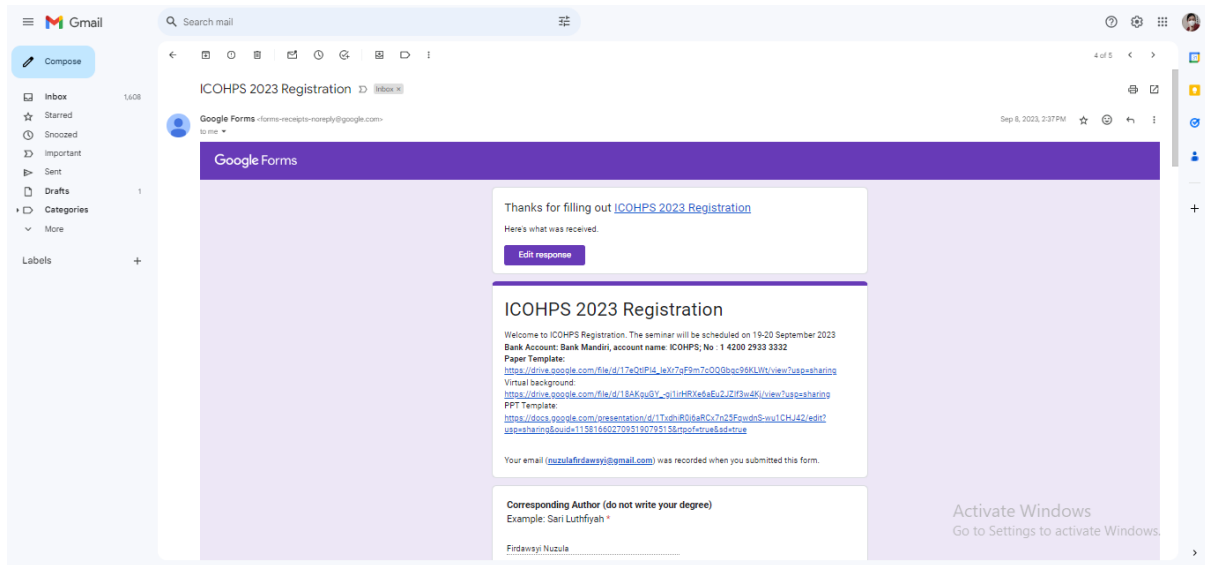 Gmail
Search mail
Compose
4 of 5
Inbox 1,608
Starred
Snoozed
Important
Sent
Drafts 1
Categories
More
Labels
ICOHPS 2023 Registration Inbox x
Google Forms <forms-receipts-noreply@google.com>
to me
Sep 8, 2023, 2:37 PM
Google Forms
Thanks for filling out ICOHPS 2023 Registration
Here's what was received.
Edit response
ICOHPS 2023 Registration
Welcome to ICOHPS Registration. The seminar will be scheduled on 19-20 September 2023
Bank Account: Bank Mandiri, account name: ICOHPS; No : 1 4200 2933 3332
Paper Template:
Virtual background:
PPT Template:
Your email (nuzulafirdawsyi@gmail.com) was recorded when you submitted this form.
Corresponding Author (do not write your degree)
Example: Sari Luthfiyah *
Firdawsyi Nuzula
Activate Windows
Go to Settings to activate Windows.